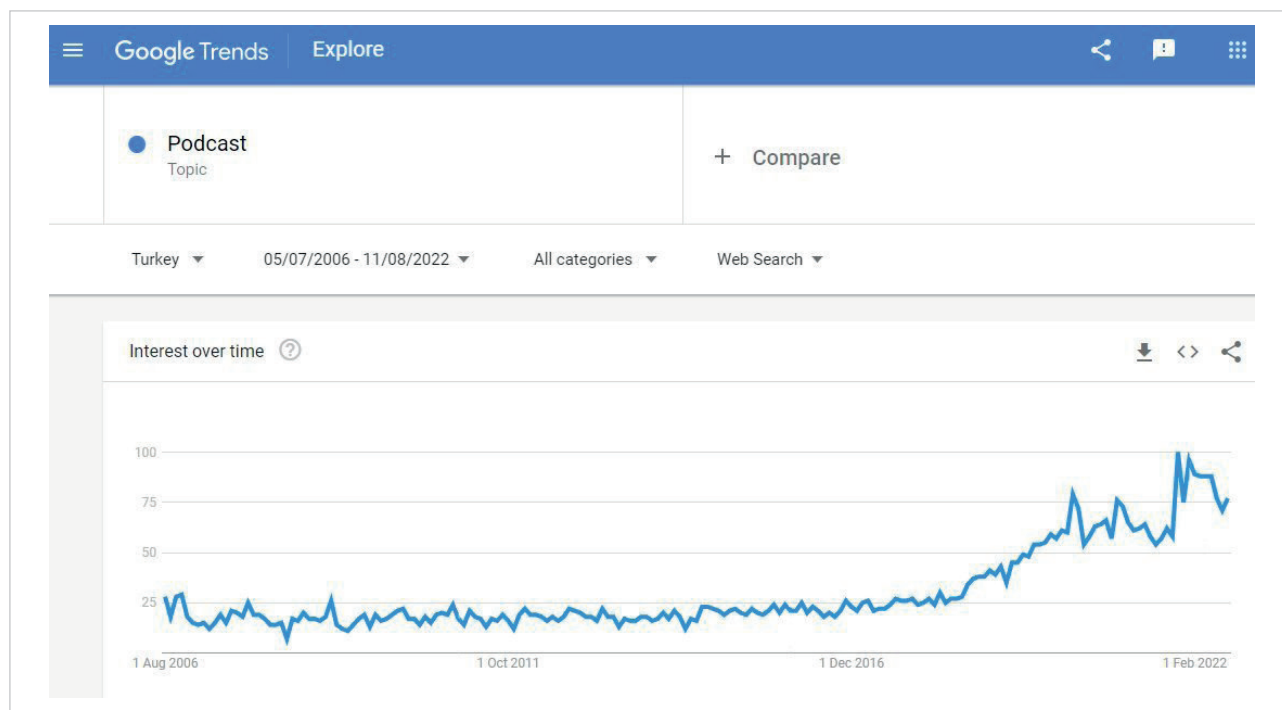 Google Trends Explore
Podcast
Topic
+ Compare
Turkey 05/07/2006 - 11/08/2022 All categories Web Search
Interest over time
100
75
50
25
1 Aug 2006 1 Oct 2011 1 Dec 2016 1 Feb 2022